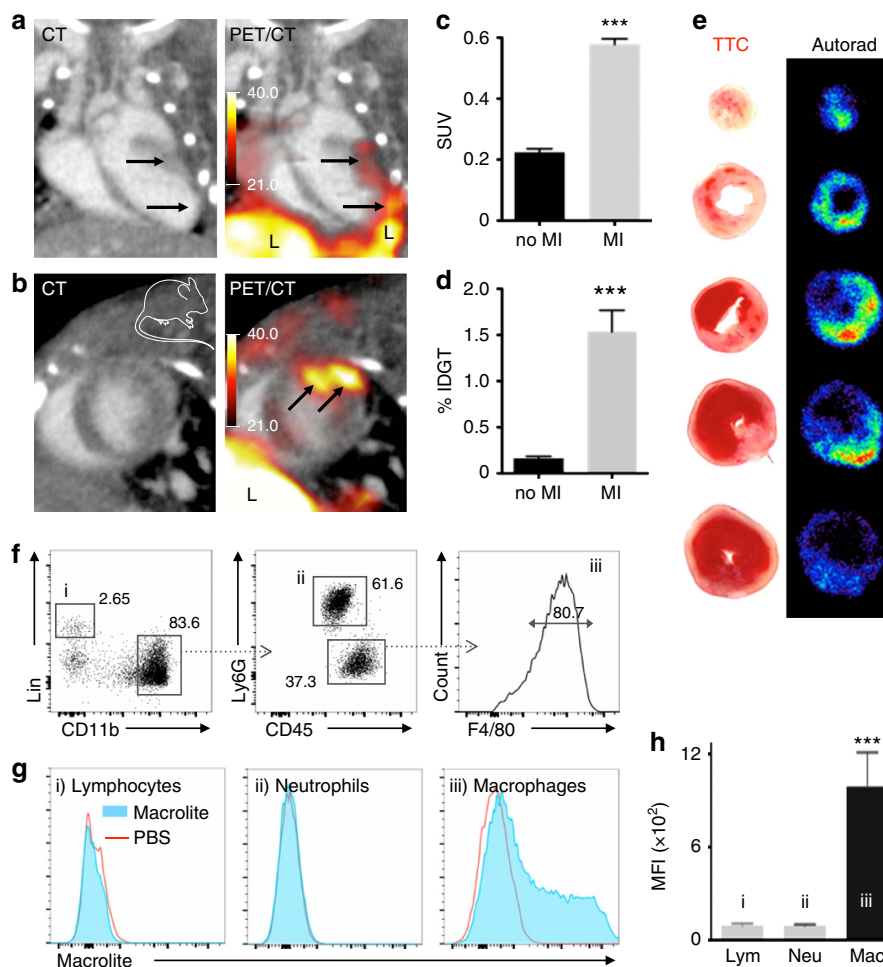 a
CT
PET/CT
40.0
21.0
L
L
b
CT
PET/CT
40.0
21.0
L
c
***
SUV
0.6
0.4
0.2
0
no MI
MI
d
***
% IDGT
2.0
1.5
1.0
0.5
0
no MI
MI
e
TTC
Autorad
f
Lin
i
2.65
83.6
CD11b
Ly6G
ii
61.6
37.3
CD45
Count
iii
80.7
F4/80
g
i) Lymphocytes
Macrolite
PBS
ii) Neutrophils
iii) Macrophages
Macrolite
h
***
MFI (×10²)
12
6
0
i
ii
iii
Lym
Neu
Mac